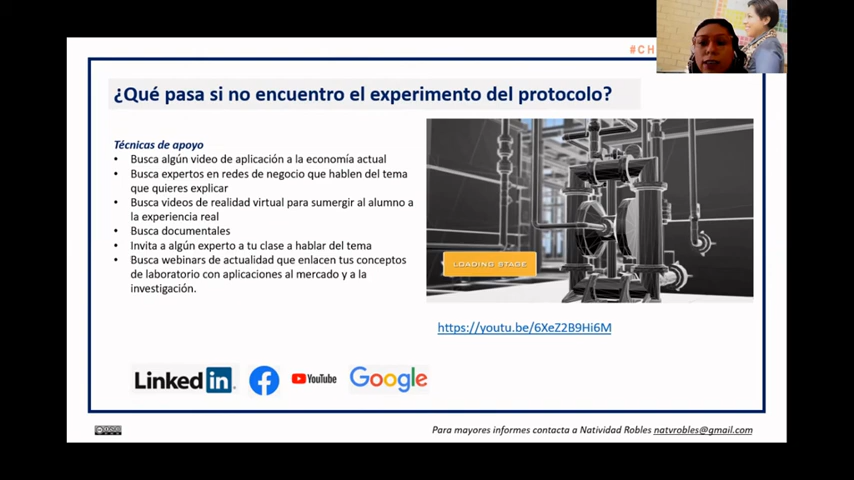 #CH
¿Qué pasa si no encuentro el experimento del protocolo?
Técnicas de apoyo
• Busca algún video de aplicación a la economía actual
• Busca expertos en redes de negocio que hablen del tema
que quieres explicar
• Busca videos de realidad virtual para sumergir al alumno a
la experiencia real
• Busca documentales
• Invita a algún experto a tu clase a hablar del tema
• Busca webinars de actualidad que enlacen tus conceptos
de laboratorio con aplicaciones al mercado y a la
investigación.
LOADING STAGE
https://youtu.be/6XeZ2B9Hi6M
Linked in
YouTube
Google
Para mayores informes contacta a Natividad Robles natvrobles@gmail.com